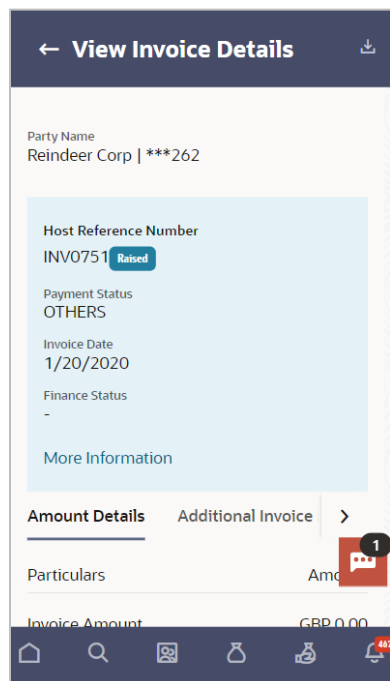 ← View Invoice Details
Party Name
Reindeer Corp | ***262
Host Reference Number
INV0751 Raised
Payment Status
OTHERS
Invoice Date
1/20/2020
Finance Status
-
More Information
Amount Details Additional Invoice >
1
Particulars
Invoice Amount GBP 0.00
467